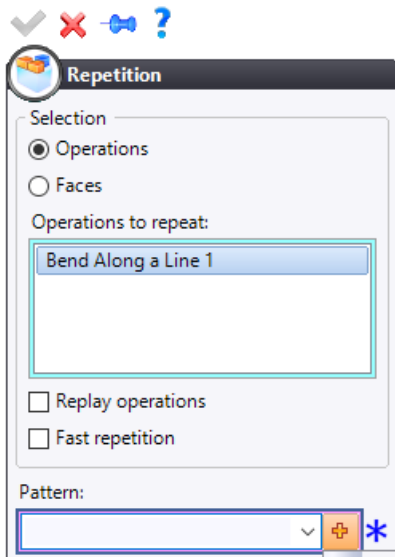 ?
Repetition
Selection
Operations
Faces
Operations to repeat:
Bend Along a Line 1
Replay operations
Fast repetition
Pattern:
*